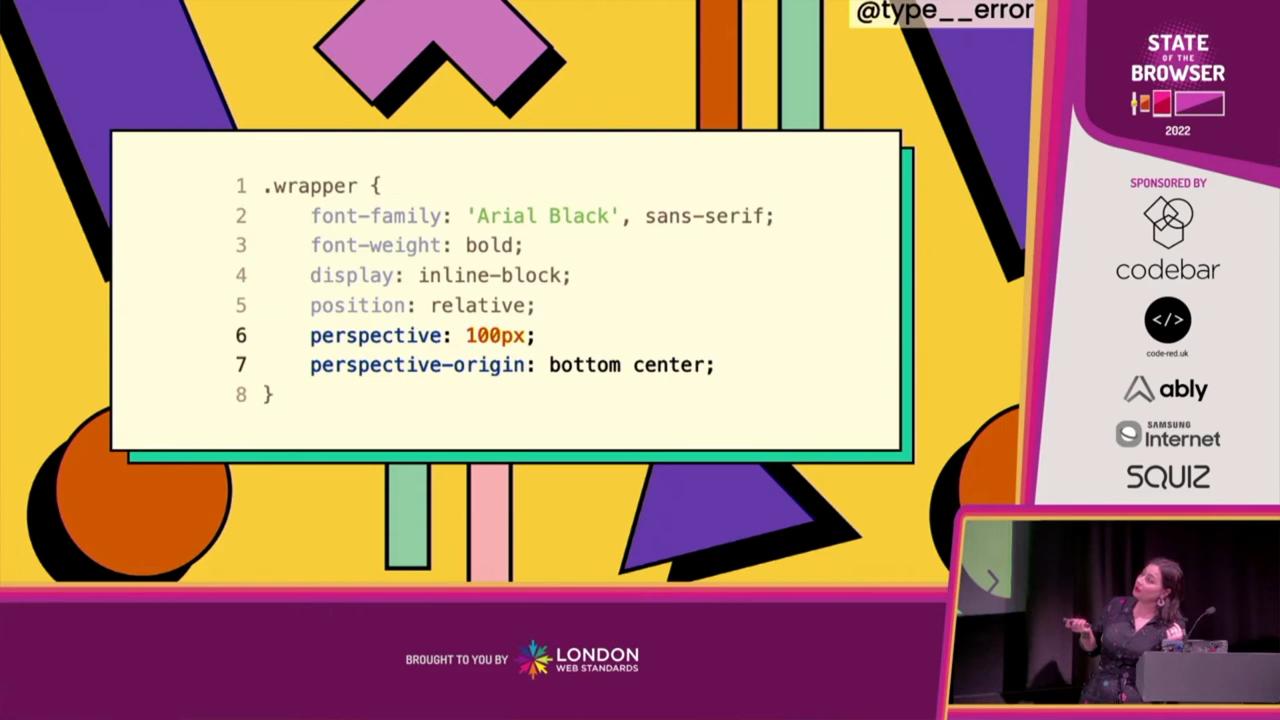 @type__error
1 .wrapper {
2     font-family: 'Arial Black', sans-serif;
3     font-weight: bold;
4     display: inline-block;
5     position: relative;
6     perspective: 100px;
7     perspective-origin: bottom center;
8 }
STATE
OF THE
BROWSER
2022
SPONSORED BY
codebar
</>
code-red.uk
ably
SAMSUNG
Internet
SQUIZ
BROUGHT TO YOU BY
LONDON
WEB STANDARDS